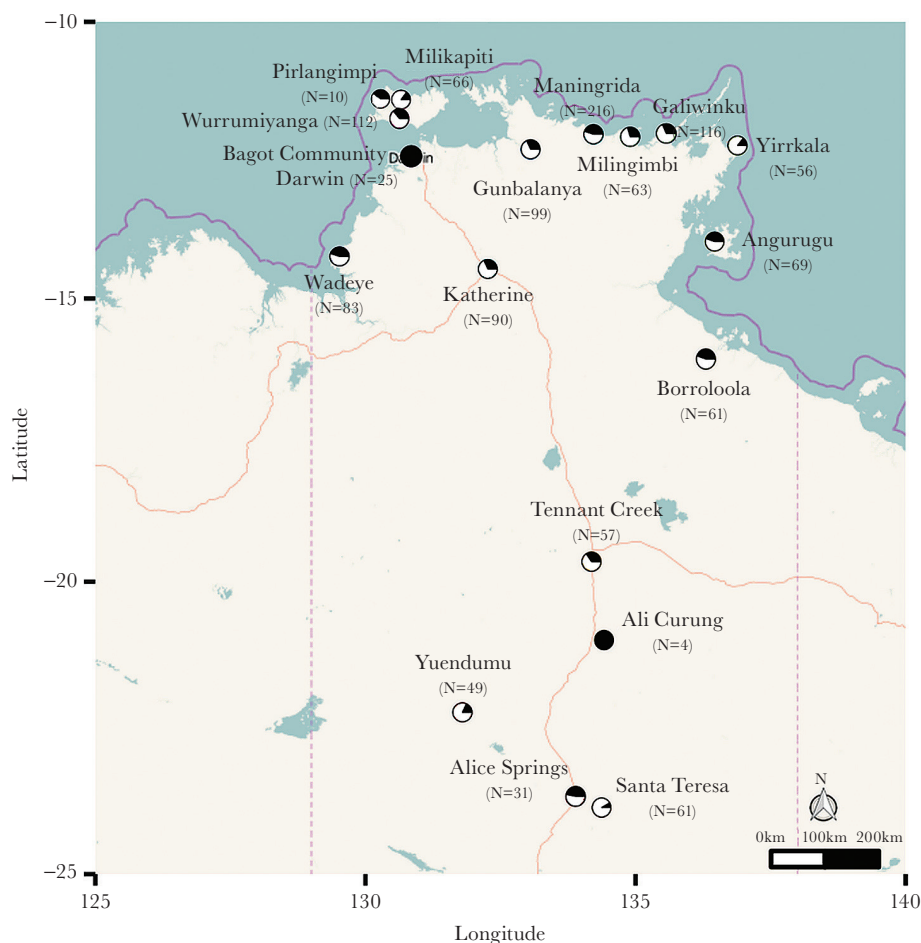 −10
Milikapiti
(N=66)
Pirlangimpi
(N=10)
Maningrida
(N=216)
Galiwinku
(N=116)
Wurrumiyanga (N=112)
Yirrkala
(N=56)
Bagot Community
Darwin
Darwin (N=25)
Milingimbi
(N=63)
Gunbalanya
(N=99)
Angurugu
(N=69)
Wadeye
(N=83)
Katherine
(N=90)
−15
Borroloola
(N=61)
Latitude
Tennant Creek
(N=57)
−20
Ali Curung
(N=4)
Yuendumu
(N=49)
Alice Springs
(N=31)
Santa Teresa
(N=61)
N
0km 100km 200km
−25
125 130 135 140
Longitude